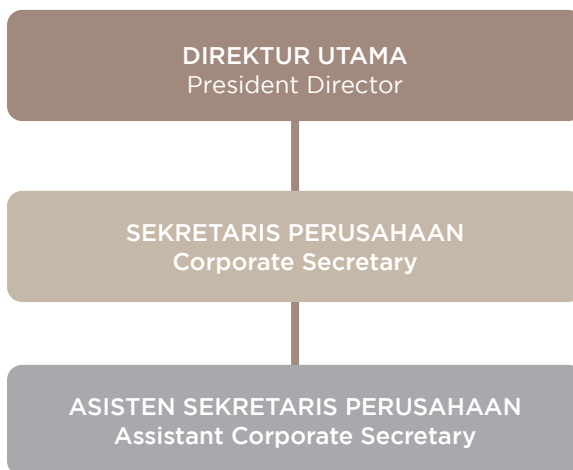 DIREKTUR UTAMA
President Director
SEKRETARIS PERUSAHAAN
Corporate Secretary
ASISTEN SEKRETARIS PERUSAHAAN
Assistant Corporate Secretary